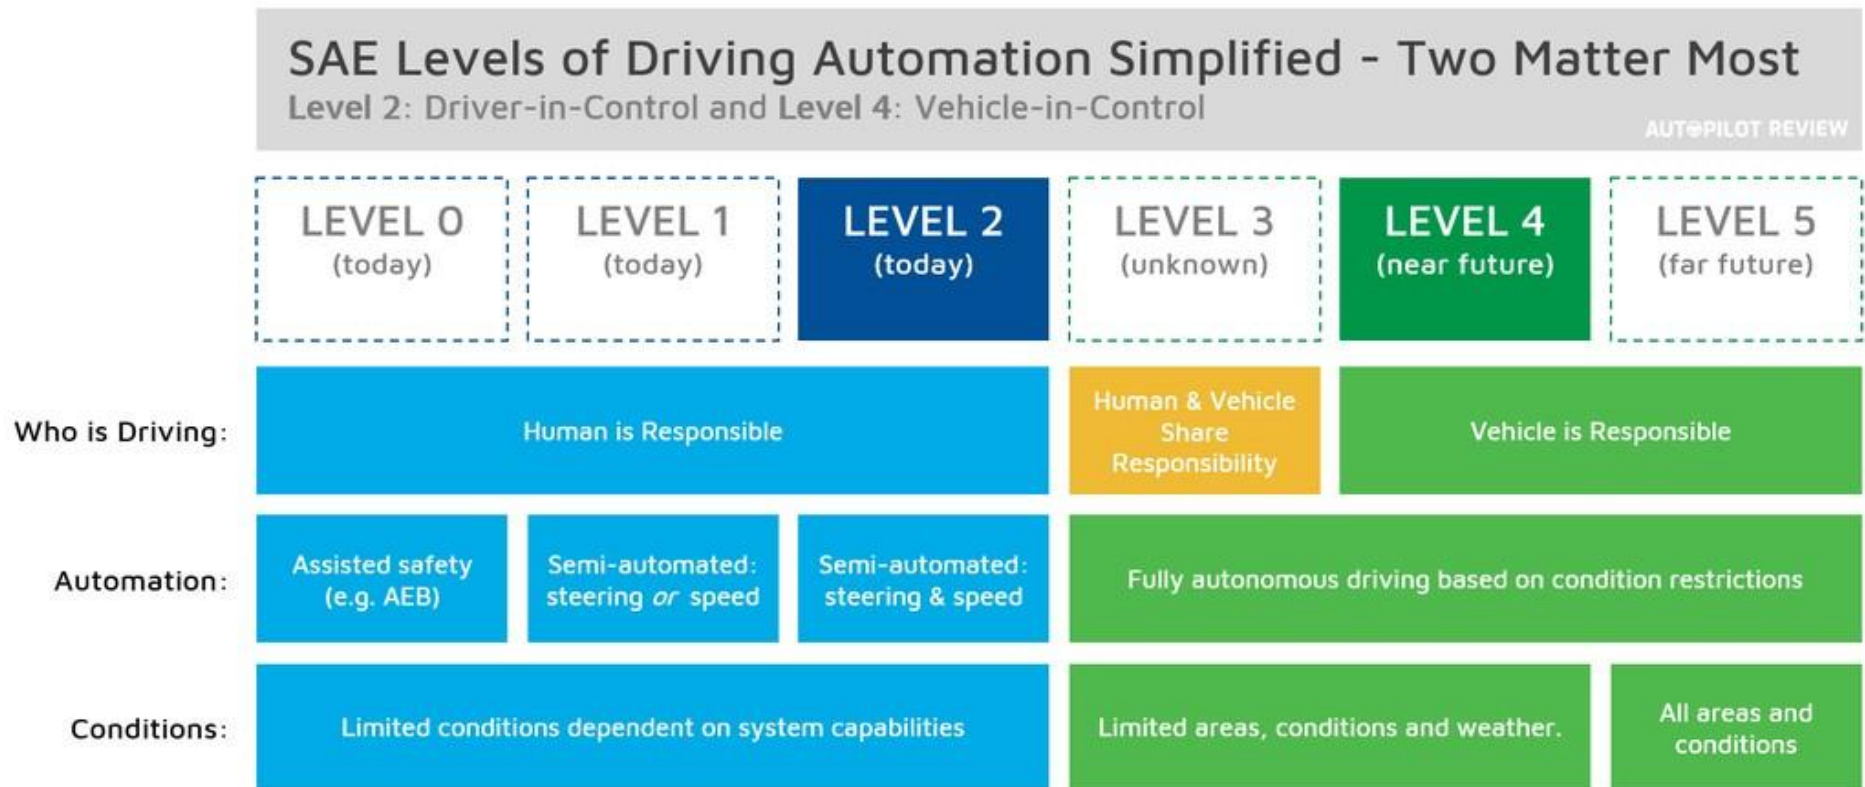 SAE Levels of Driving Automation Simplified - Two Matter Most
Level 2: Driver-in-Control and Level 4: Vehicle-in-Control
AUTOPILOT REVIEW
LEVEL 0
(today)
LEVEL 1
(today)
LEVEL 2
(today)
LEVEL 3
(unknown)
LEVEL 4
(near future)
LEVEL 5
(far future)
Who is Driving:
Human is Responsible
Human & Vehicle
Share
Responsibility
Vehicle is Responsible
Automation:
Assisted safety
(e.g. AEB)
Semi-automated:
steering or speed
Semi-automated:
steering & speed
Fully autonomous driving based on condition restrictions
Conditions:
Limited conditions dependent on system capabilities
Limited areas, conditions and weather.
All areas and
conditions